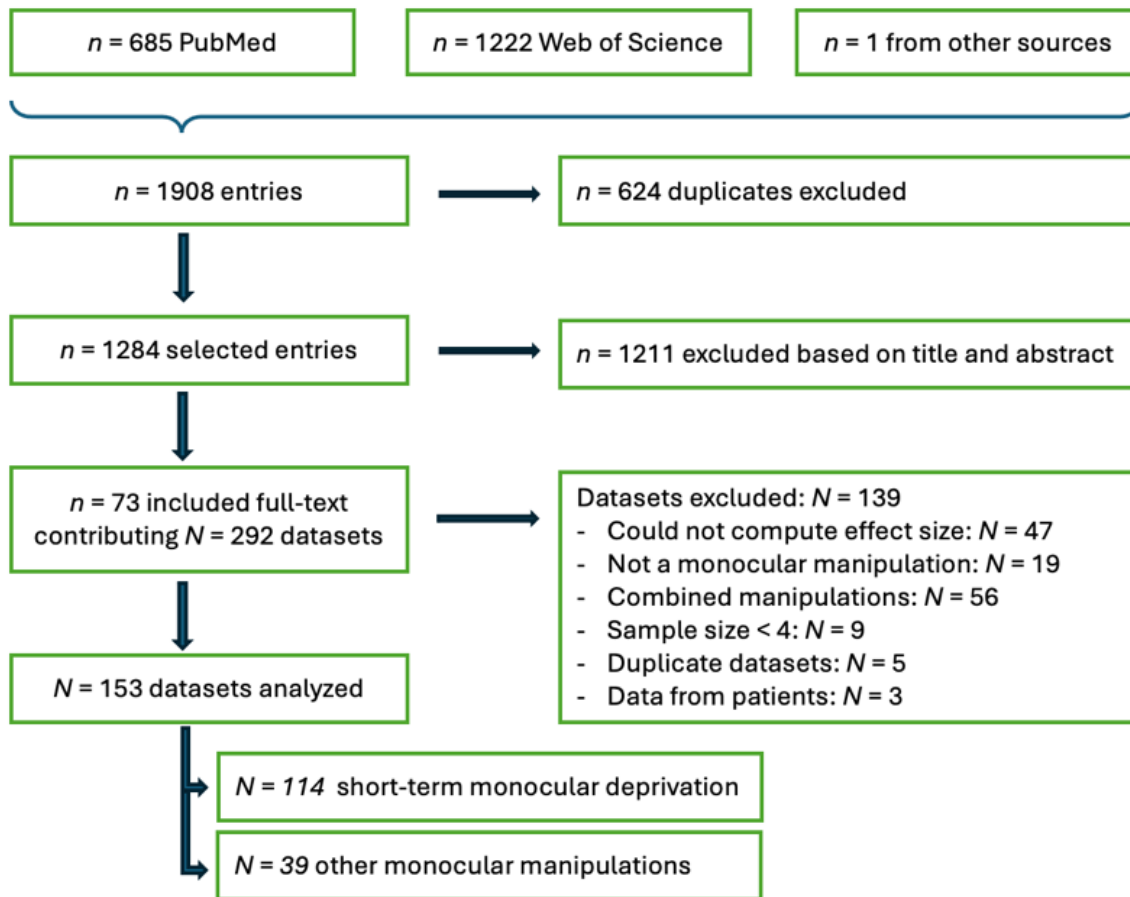 n = 685 PubMed
n = 1222 Web of Science
n = 1 from other sources
n = 1908 entries
624 duplicates excluded
n = 1284 selected entries
n = 1211 excluded based on title and abstract
n = 73 included full-text
contributing N = 292 datasets
Datasets excluded: N = 139
- Could not compute effect size: N = 47
- Not a monocular manipulation: N = 19
- Combined manipulations: N = 56
- Sample size < 4: N = 9
- Duplicate datasets: N = 5
- Data from patients: N = 3
N = 153 datasets analyzed
N = 114 short-term monocular deprivation
N = 39 other monocular manipulations